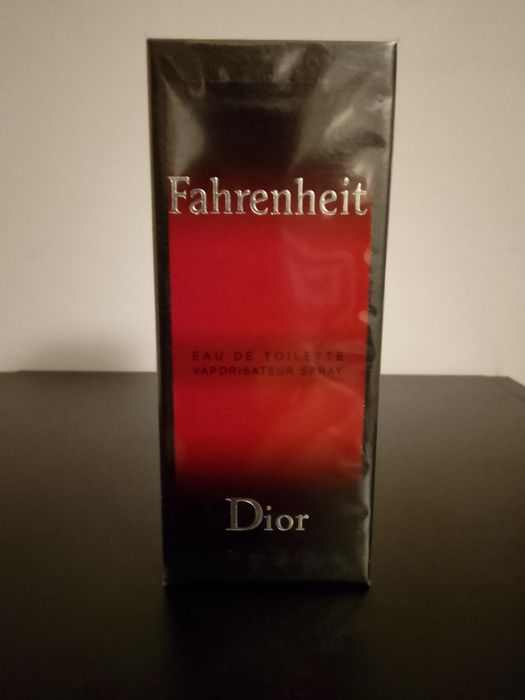 Fahrenheit
EAU DE TOILETTE
VAPORISATEUR SPRAY
Dior